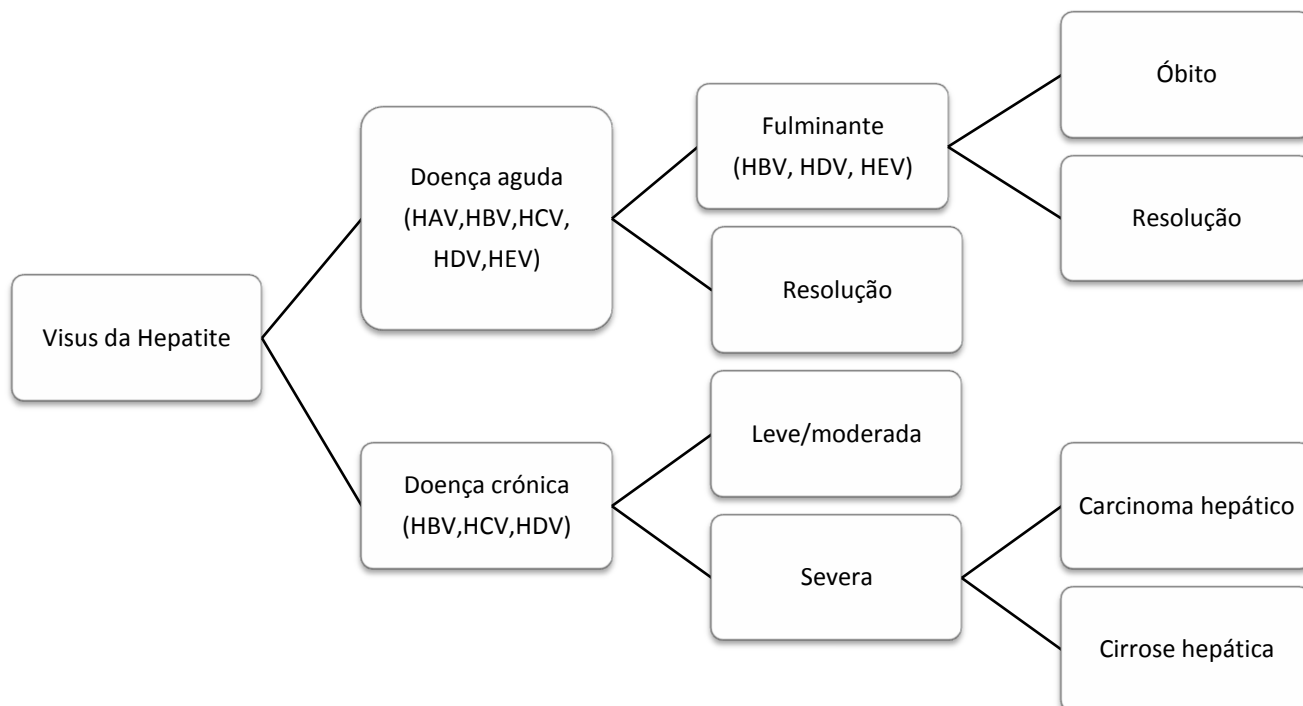 Visus da Hepatite
Doença aguda
(HAV,HBV,HCV,
HDV,HEV)
Fulminante
(HBV, HDV, HEV)
Óbito
Resolução
Resolução
Doença crónica
(HBV,HCV,HDV)
Leve/moderada
Severa
Carcinoma hepático
Cirrose hepática